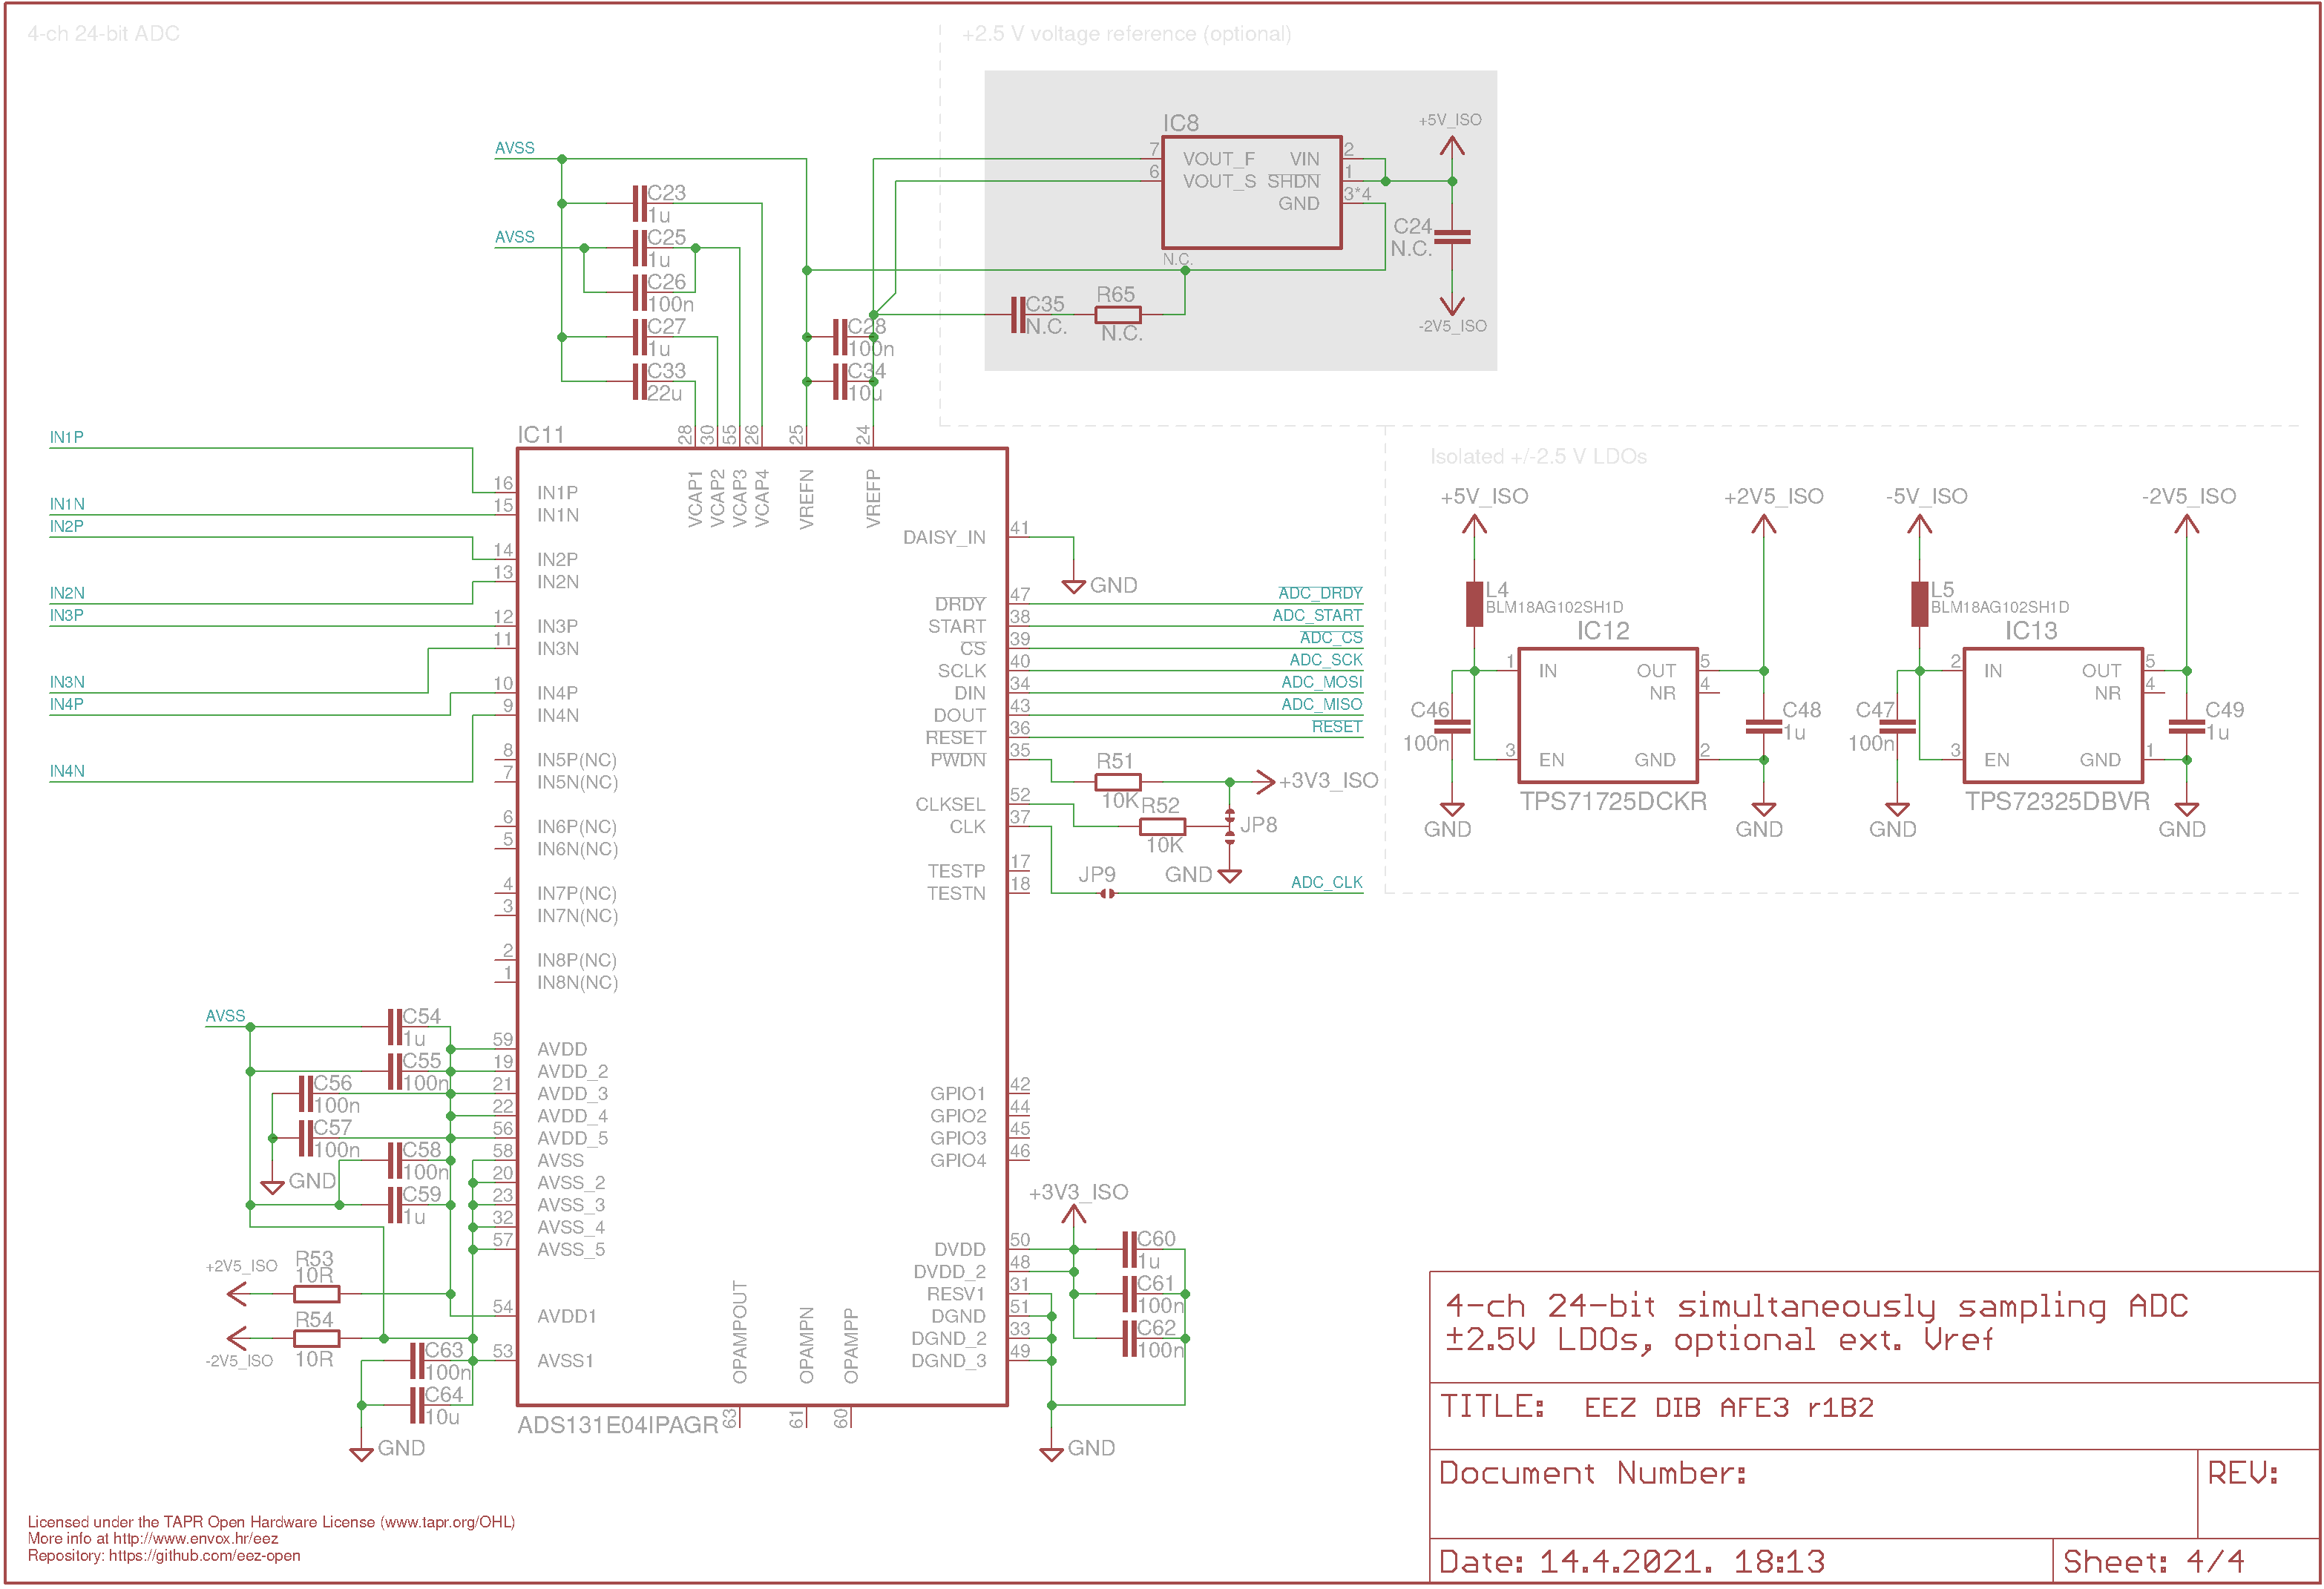 4-ch 24-bit ADC
+2.5 V voltage reference (optional)
IC8
7
VOUT_F
VIN
2
6
VOUT_S
SHDN
1
GND
3*4
N.C.
+5V_ISO
C24
N.C.
-2V5_ISO
C35
N.C.
R65
N.C.
AVSS
C23
1u
AVSS
C25
1u
C26
100n
C27
1u
C33
22u
C28
100n
C34
10u
28
30
55
26
25
24
IC11
VCAP1
VCAP2
VCAP3
VCAP4
VREFN
VREFP
IN1P
IN1N
IN2P
IN2N
IN3P
IN3N
IN4P
IN4N
16 IN1P
15 IN1N
14 IN2P
13 IN2N
12 IN3P
11 IN3N
10 IN4P
9 IN4N
8 IN5P(NC)
7 IN5N(NC)
6 IN6P(NC)
5 IN6N(NC)
4 IN7P(NC)
3 IN7N(NC)
2 IN8P(NC)
1 IN8N(NC)
59 AVDD
19 AVDD_2
21 AVDD_3
22 AVDD_4
56 AVDD_5
58 AVSS
20 AVSS_2
23 AVSS_3
32 AVSS_4
57 AVSS_5
54 AVDD1
53 AVSS1
AVSS
C54
1u
C55
100n
C56
100n
C57
100n
C58
100n
GND
C59
1u
+2V5_ISO
R53
10R
R54
10R
-2V5_ISO
C63
100n
C64
10u
GND
ADS131E04IPAGR
OPAMPOUT
OPAMPN
OPAMPP
63
61
60
DAISY_IN 41
GND
DRDY 47 ADC_DRDY
START 38 ADC_START
CS 39 ADC_CS
SCLK 40 ADC_SCK
DIN 34 ADC_MOSI
DOUT 43 ADC_MISO
RESET 36 RESET
PWDN 35
R51
10K
+3V3_ISO
CLKSEL 52
R52
10K
JP8
GND
CLK 37
JP9
ADC_CLK
TESTP 17
TESTN 18
GPIO1 42
GPIO2 44
GPIO3 45
GPIO4 46
+3V3_ISO
DVDD 50
DVDD_2 48
RESV1 31
DGND 51
DGND_2 33
DGND_3 49
C60
1u
C61
100n
C62
100n
GND
Isolated +/-2.5 V LDOs
+5V_ISO
+2V5_ISO
L4
BLM18AG102SH1D
IC12
1 IN
OUT 5
NR 4
3 EN
GND 2
TPS71725DCKR
C46
100n
GND
C48
1u
GND
-5V_ISO
-2V5_ISO
L5
BLM18AG102SH1D
IC13
2 IN
OUT 5
NR 4
3 EN
GND 1
TPS72325DBVR
C47
100n
GND
C49
1u
GND
4-ch 24-bit simultaneously sampling ADC
±2.5V LDOs, optional ext. Vref
TITLE: EEZ DIB AFE3 r1B2
Document Number:
REV:
Date: 14.4.2021. 18:13
Sheet: 4/4
Licensed under the TAPR Open Hardware License (www.tapr.org/OHL)
More info at http://www.envox.hr/eez
Repository: https://github.com/eez-open